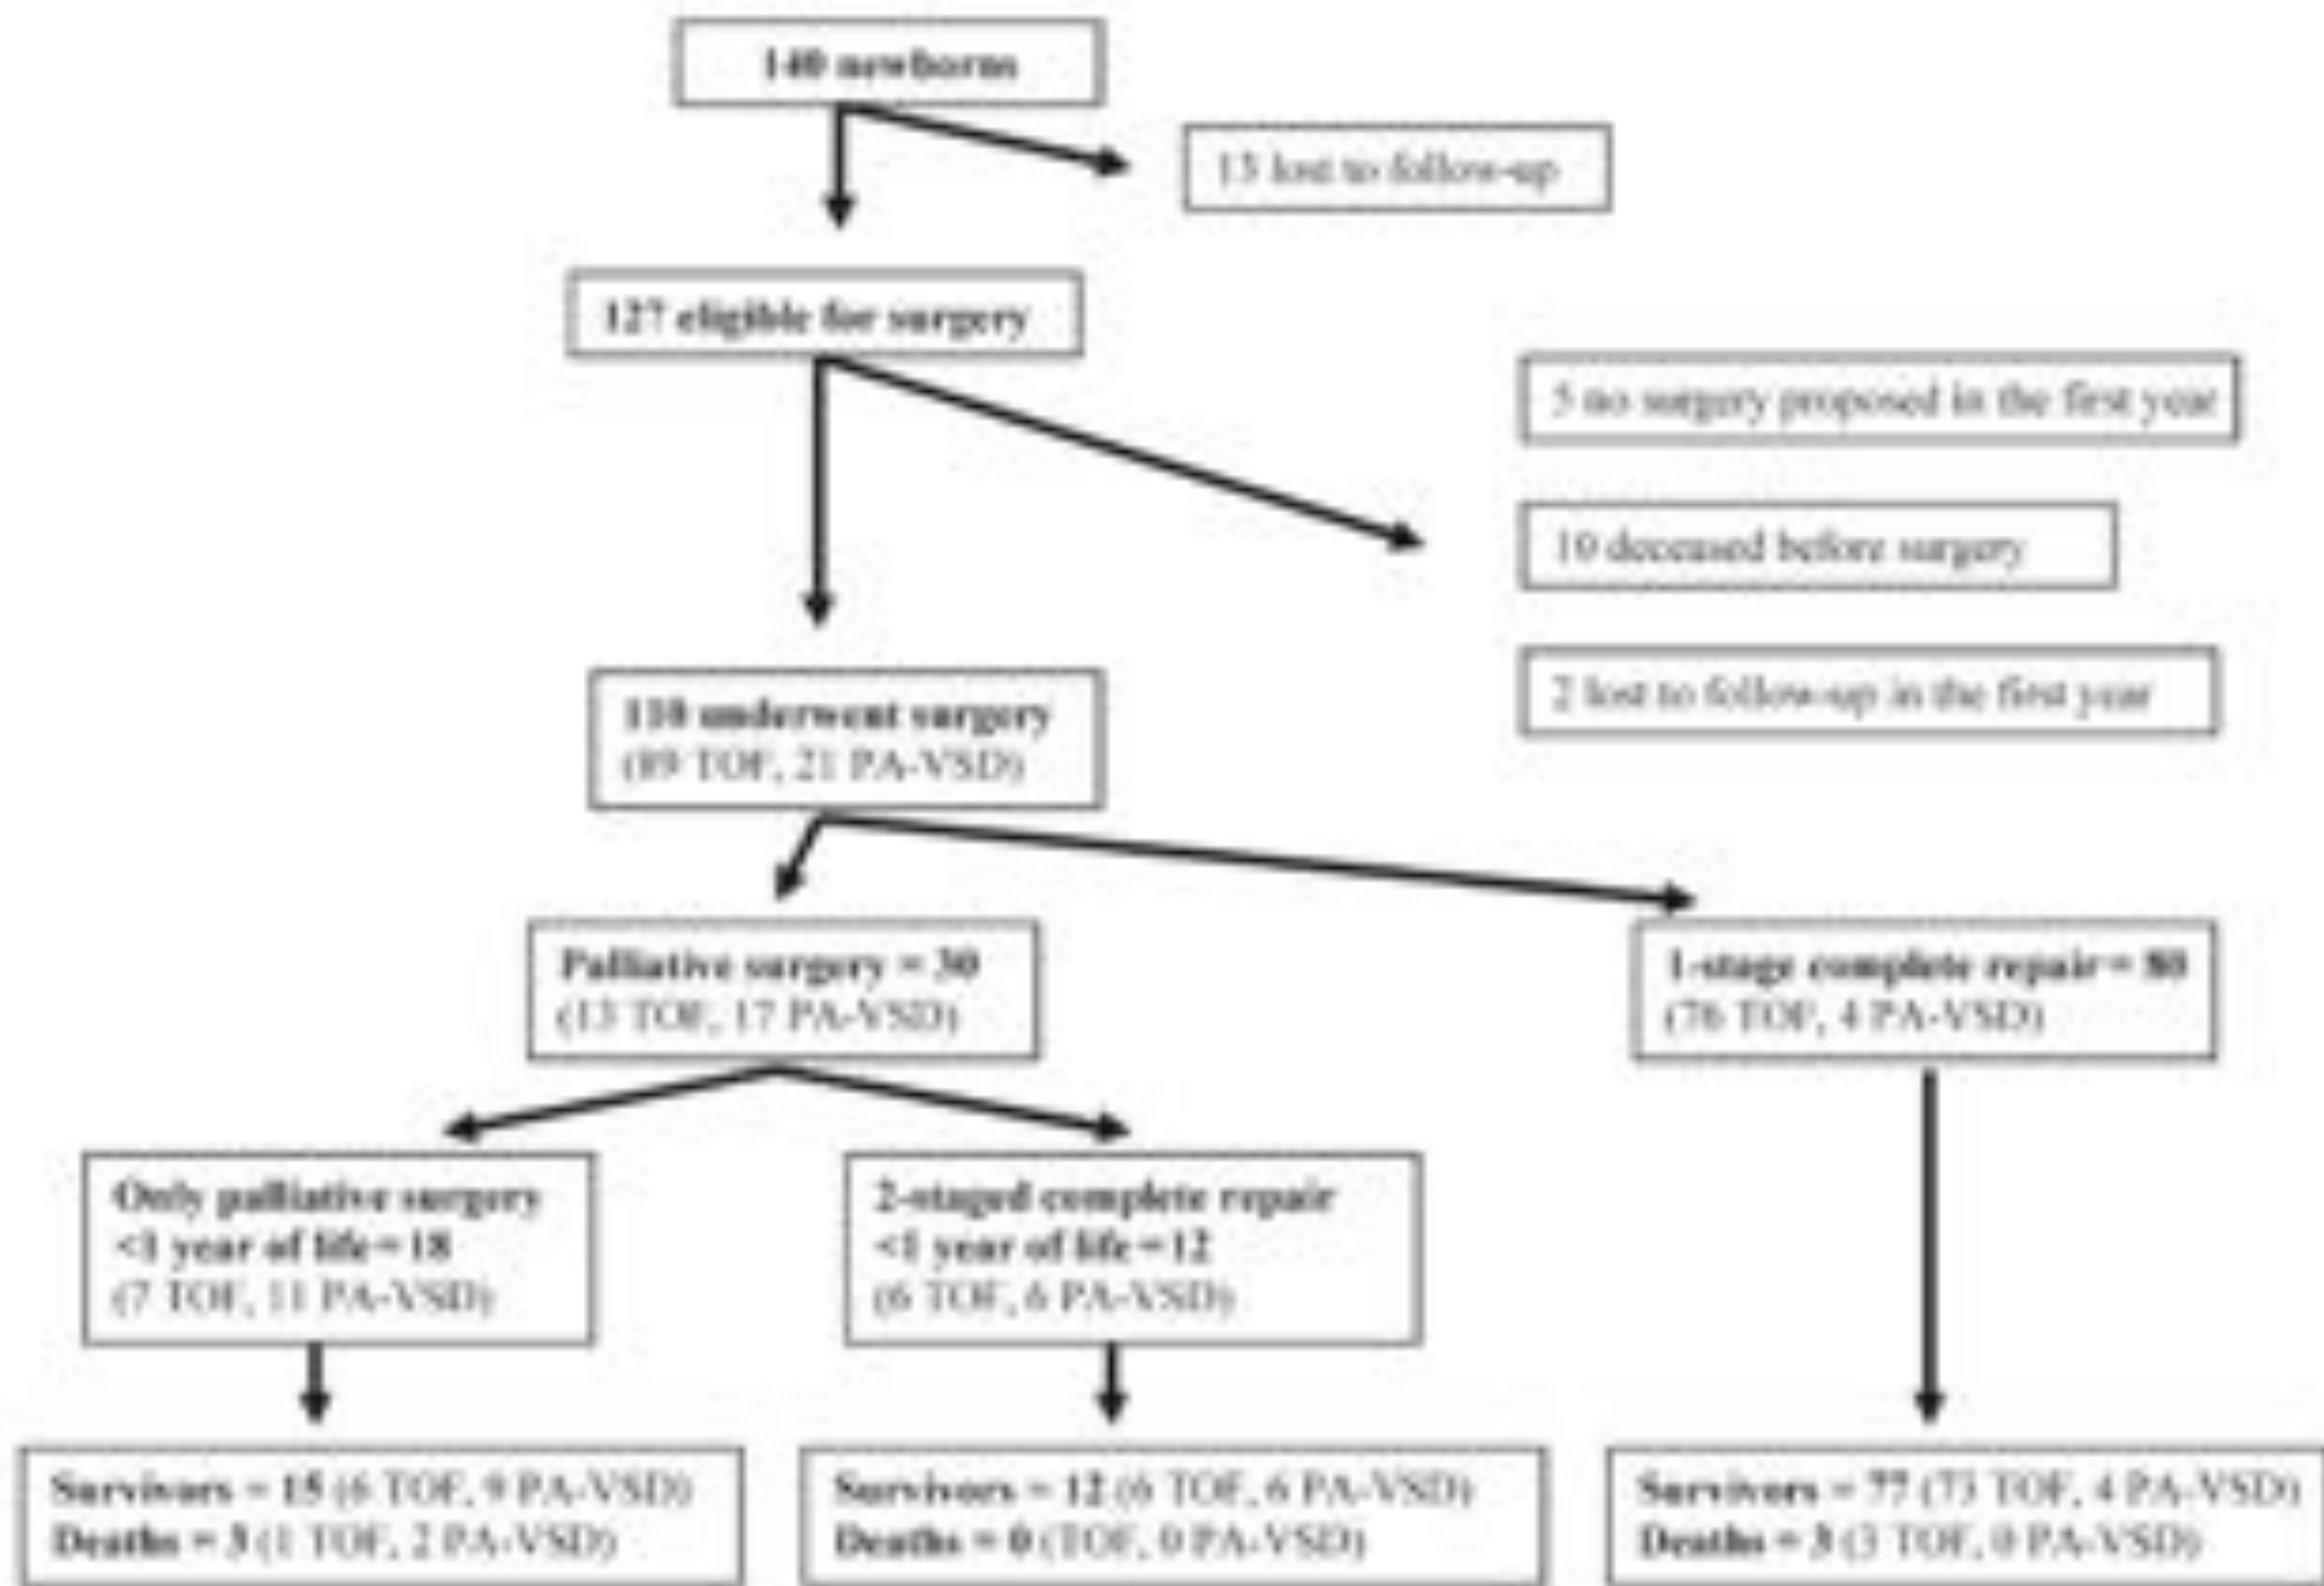 140 newborns
13 lost to follow-up
127 eligible for surgery
5 no surgery proposed in the first year
10 deceased before surgery
2 lost to follow-up in the first year
110 underwent surgery
(89 TOF, 21 PA-VSD)
Palliative surgery = 30
(13 TOF, 17 PA-VSD)
1-stage complete repair = 80
(76 TOF, 4 PA-VSD)
Only palliative surgery
<1 year of life=18
(7 TOF, 11 PA-VSD)
2-staged complete repair
<1 year of life=12
(6 TOF, 6 PA-VSD)
Survivors = 15 (6 TOF, 9 PA-VSD)
Deaths = 3 (1 TOF, 2 PA-VSD)
Survivors = 12 (6 TOF, 6 PA-VSD)
Deaths = 0 (TOF, 0 PA-VSD)
Survivors = 77 (73 TOF, 4 PA-VSD)
Deaths = 3 (3 TOF, 0 PA-VSD)